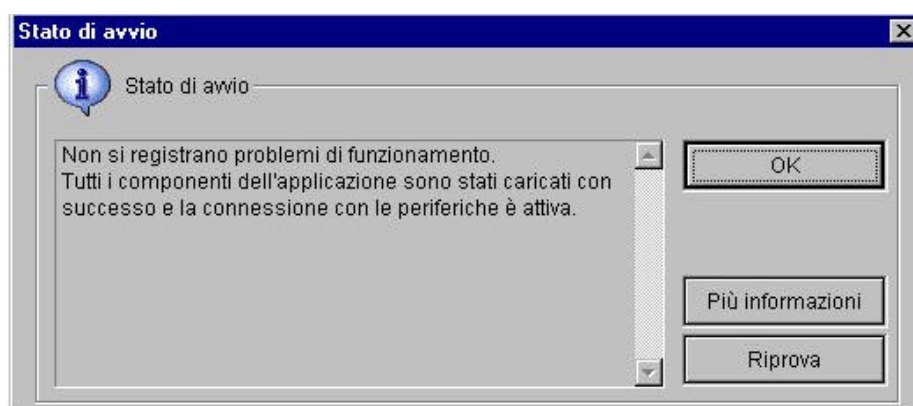 Stato di avvio
Stato di avvio
Non si registrano problemi di funzionamento.
Tutti i componenti dell'applicazione sono stati caricati con
successo e la connessione con le periferiche è attiva.
OK
Più informazioni
Riprova